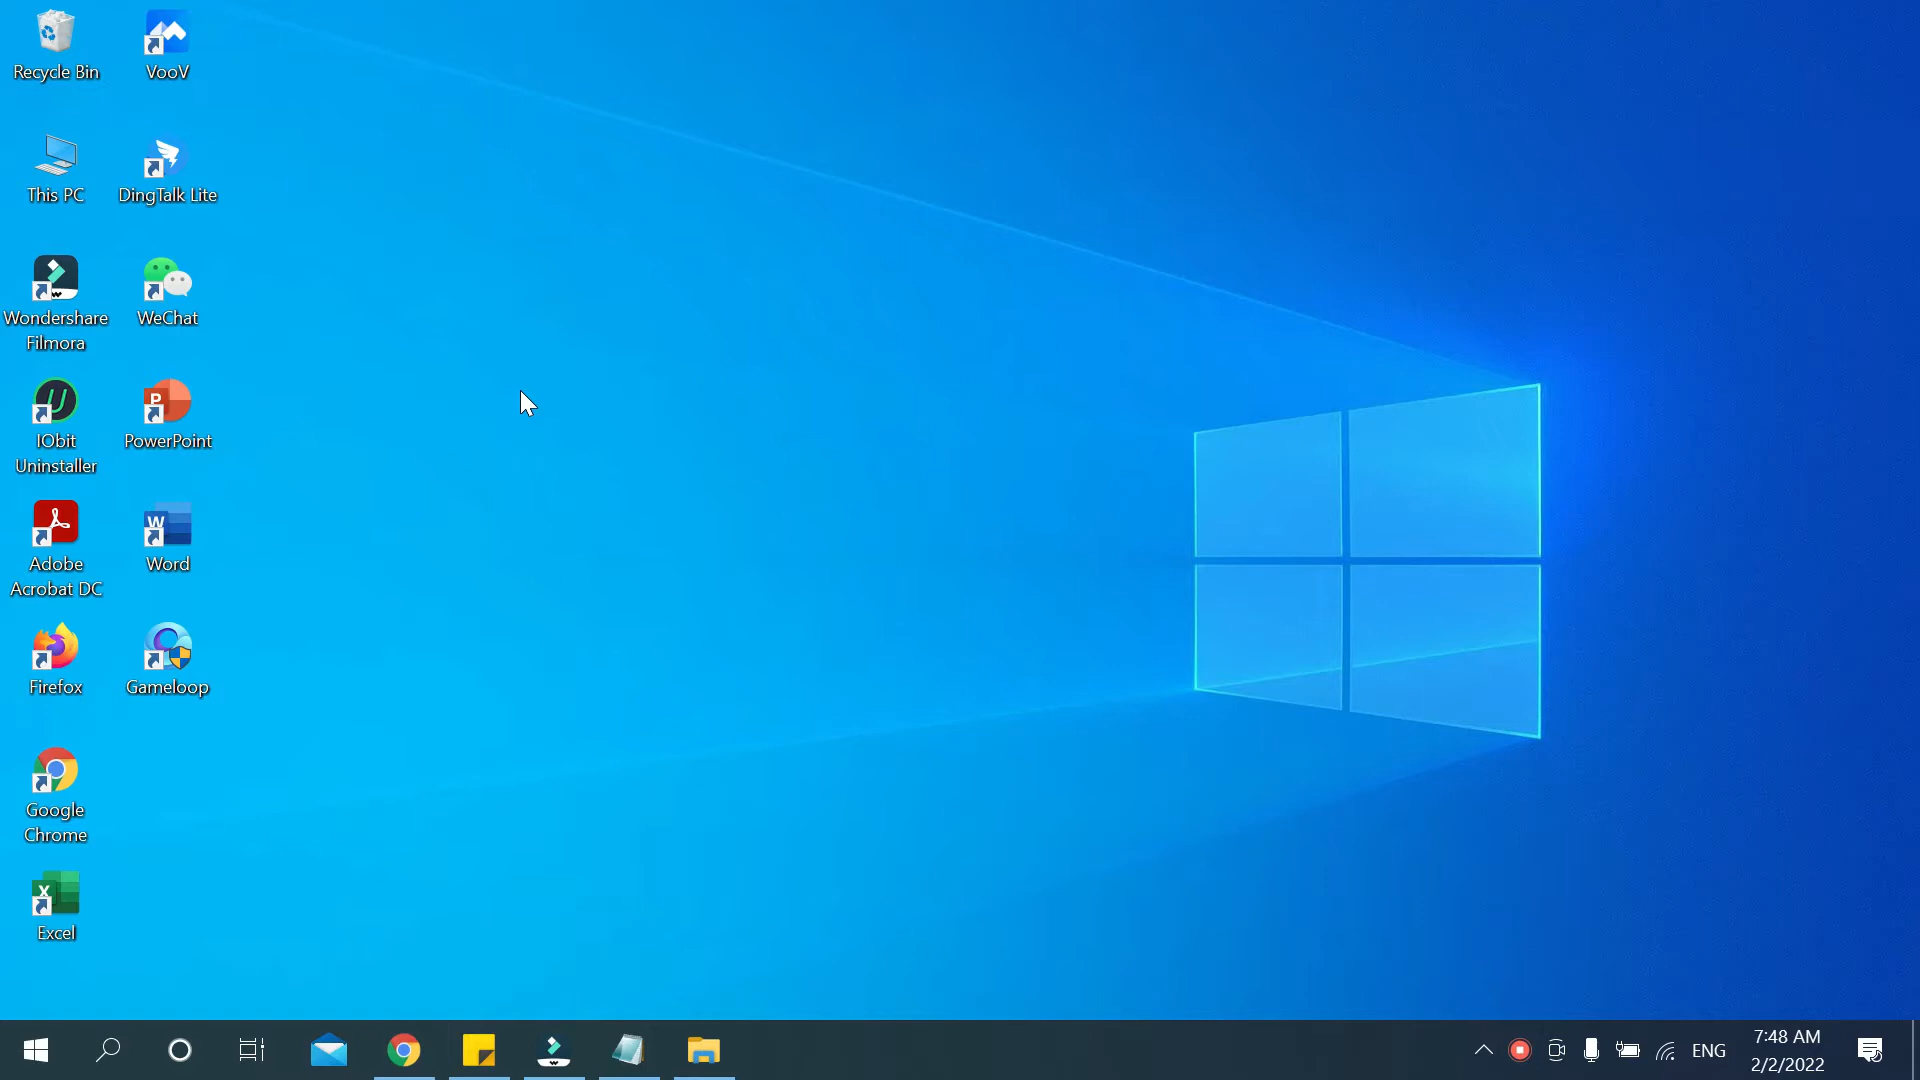 Recycle Bin
VooV
This PC
DingTalk Lite
Wondershare
Filmora
WeChat
IObit
Uninstaller
PowerPoint
Adobe
Acrobat DC
Word
Firefox
Gameloop
Google
Chrome
Excel
ENG
7:48 AM
2/2/2022